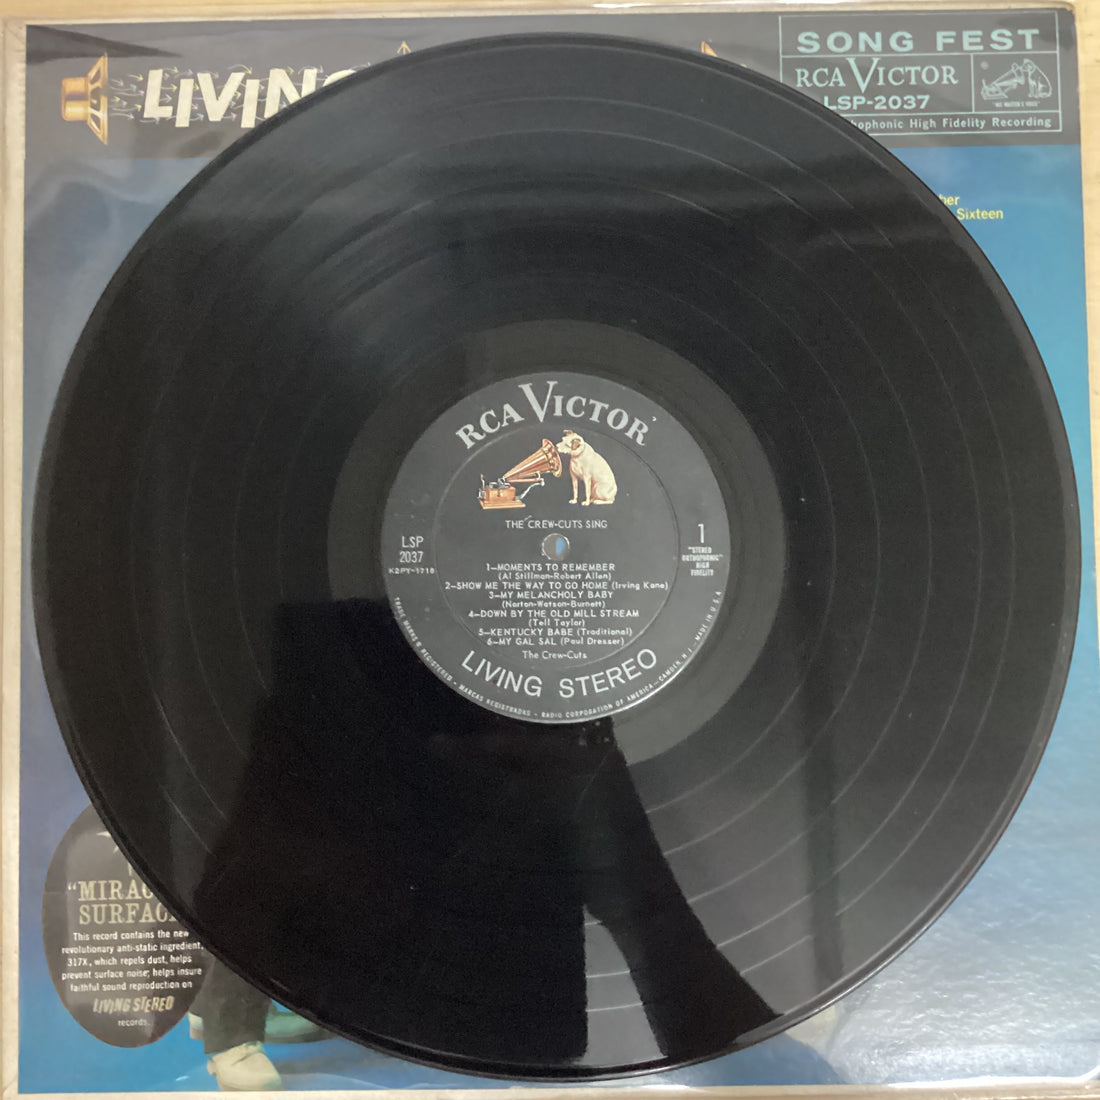 LIVING
SONG FEST
RCA VICTOR
LSP-2037
"HIS MASTER'S VOICE"
ophonic High Fidelity Recording
her
Sixteen
RCA VICTOR
THE CREW-CUTS SING
LSP
2037
K2PY-1718
1
"STEREO
ORTHOPHONIC"
HIGH
FIDELITY
1—MOMENTS TO REMEMBER
(Al Stillman-Robert Allen)
2—SHOW ME THE WAY TO GO HOME (Irving Kane)
3—MY MELANCHOLY BABY
(Norton-Watson-Burnett)
4—DOWN BY THE OLD MILL STREAM
(Tell Taylor)
5—KENTUCKY BABE (Traditional)
6—MY GAL SAL (Paul Dresser)
The Crew-Cuts
LIVING STEREO
TRADE MARKS REGISTERED • MARCAS REGISTRADAS • RADIO CORPORATION OF AMERICA—CAMDEN, N.J.—MADE IN U.S.A.
"MIRAC
SURFAC
This record contains the new
revolutionary anti-static ingredient,
317X, which repels dust, helps
prevent surface noise; helps insure
faithful sound reproduction on
LIVING STEREO
records.